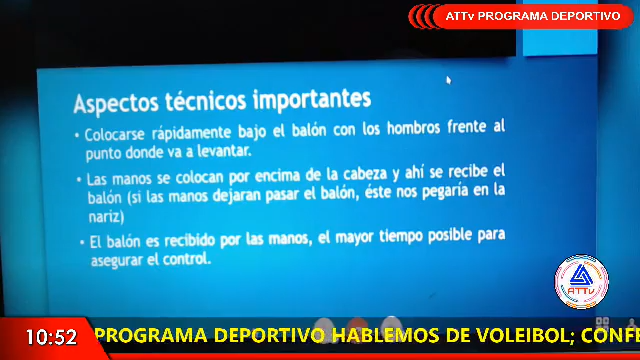 ATTv PROGRAMA DEPORTIVO
Aspectos técnicos importantes
• Colocarse rápidamente bajo el balón con los hombros frente al
punto donde va a levantar.
• Las manos se colocan por encima de la cabeza y ahí se recibe el
balón (si las manos dejaran pasar el balón, éste nos pegaría en la
nariz)
• El balón es recibido por las manos, el mayor tiempo posible para
asegurar el control.
ATTv
10:52 PROGRAMA DEPORTIVO HABLEMOS DE VOLEIBOL; CONFE